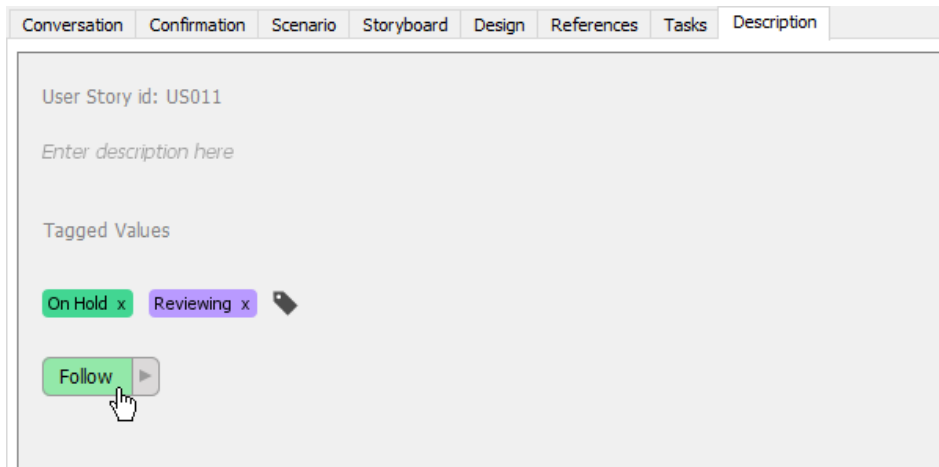 Conversation Confirmation Scenario Storyboard Design References Tasks Description
User Story id: US011
Enter description here
Tagged Values
On Hold x Reviewing x
Follow